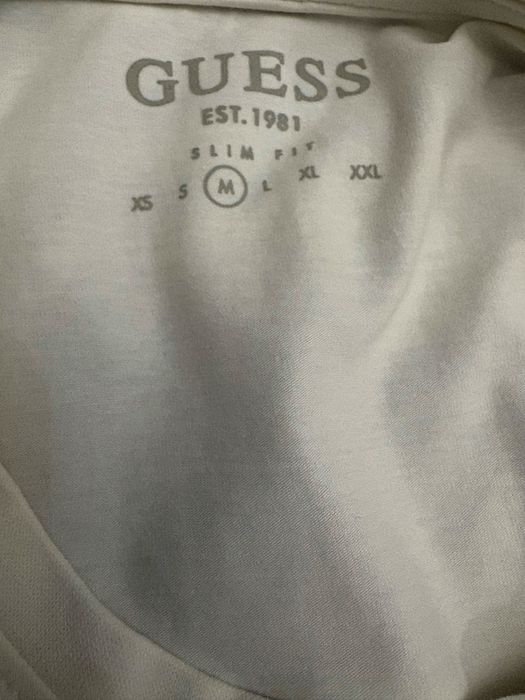 GUESS
EST. 1981
SLIM FIT
XS S M L XL XXL